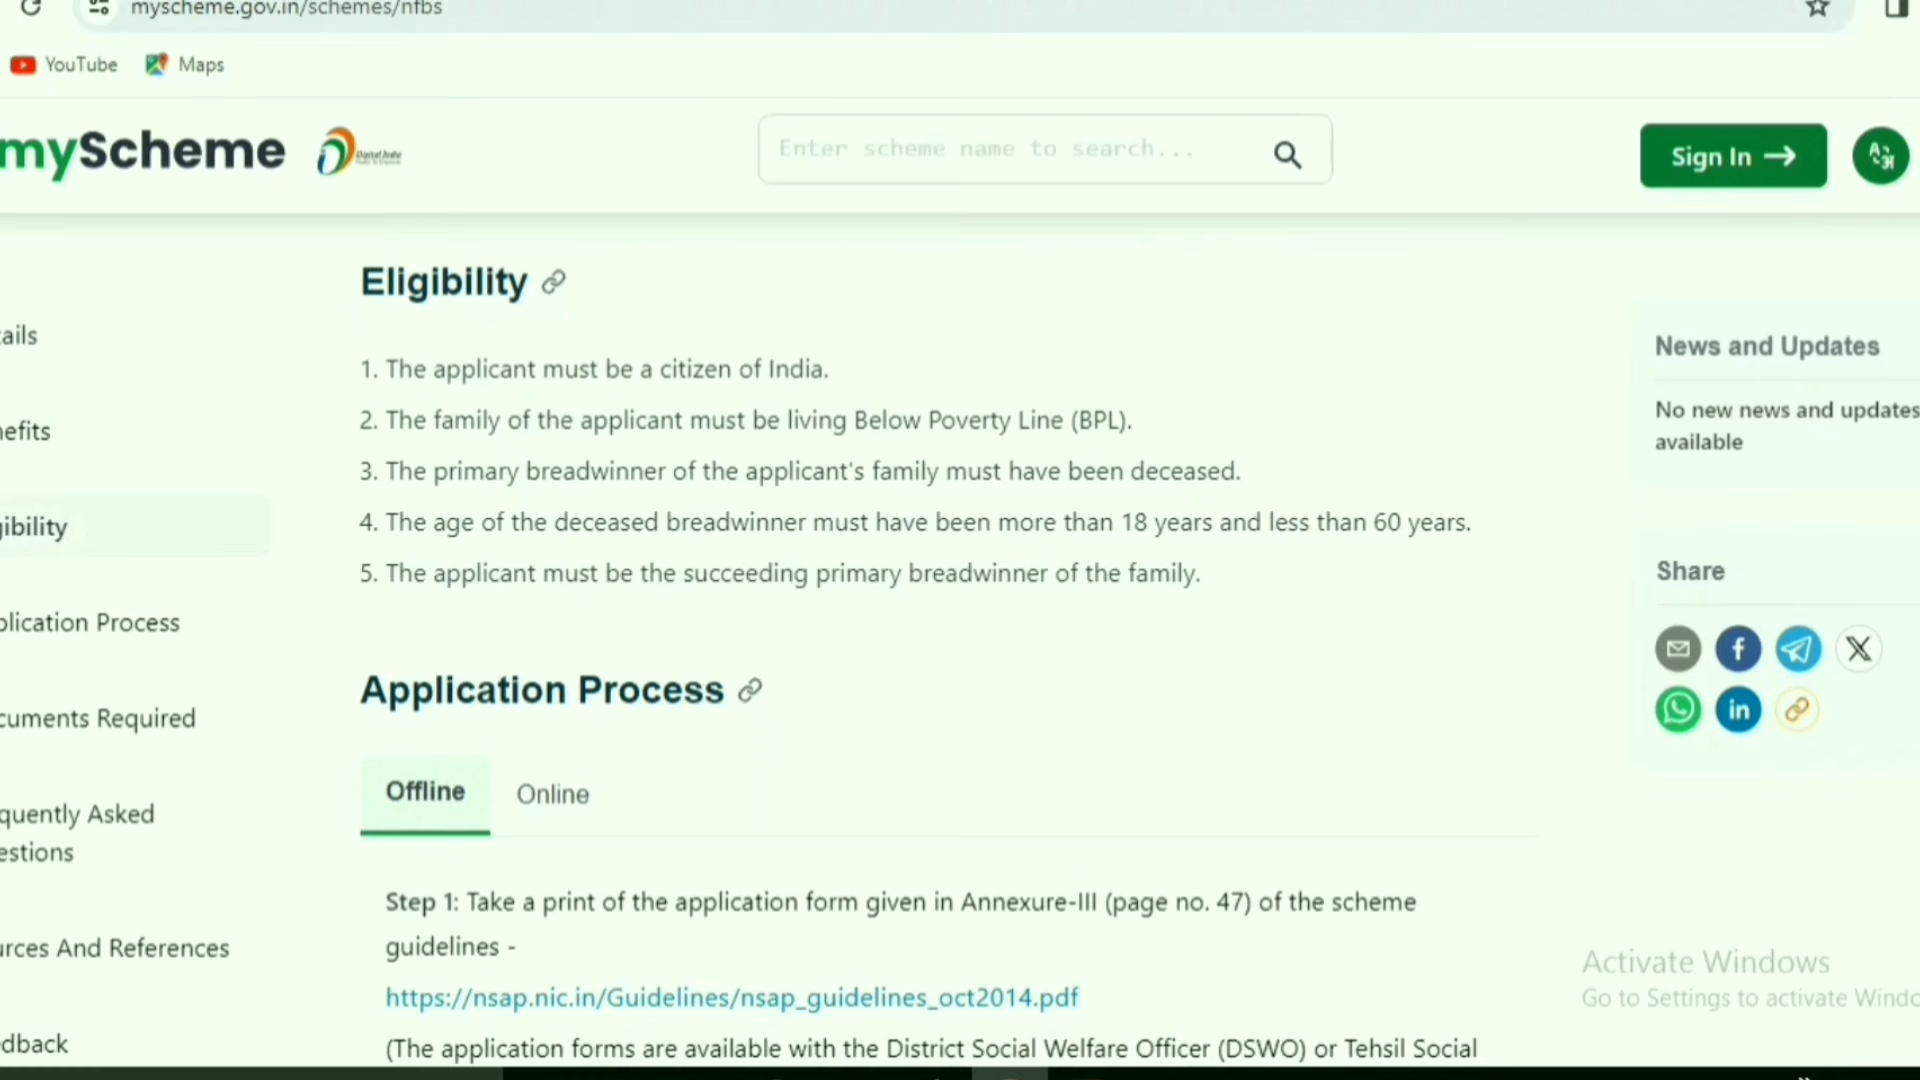 myscheme.gov.in/schemes/nfbs
YouTube Maps
myScheme Digital India Enter scheme name to search... Sign In →
Eligibility
1. The applicant must be a citizen of India.
2. The family of the applicant must be living Below Poverty Line (BPL).
3. The primary breadwinner of the applicant's family must have been deceased.
4. The age of the deceased breadwinner must have been more than 18 years and less than 60 years.
5. The applicant must be the succeeding primary breadwinner of the family.
Application Process
Offline Online
Step 1: Take a print of the application form given in Annexure-III (page no. 47) of the scheme
guidelines -
https://nsap.nic.in/Guidelines/nsap_guidelines_oct2014.pdf
(The application forms are available with the District Social Welfare Officer (DSWO) or Tehsil Social
ails
efits
gibility
plication Process
cuments Required
quently Asked
estions
urces And References
dback
News and Updates
No new news and updates
available
Share
Activate Windows
Go to Settings to activate Windo